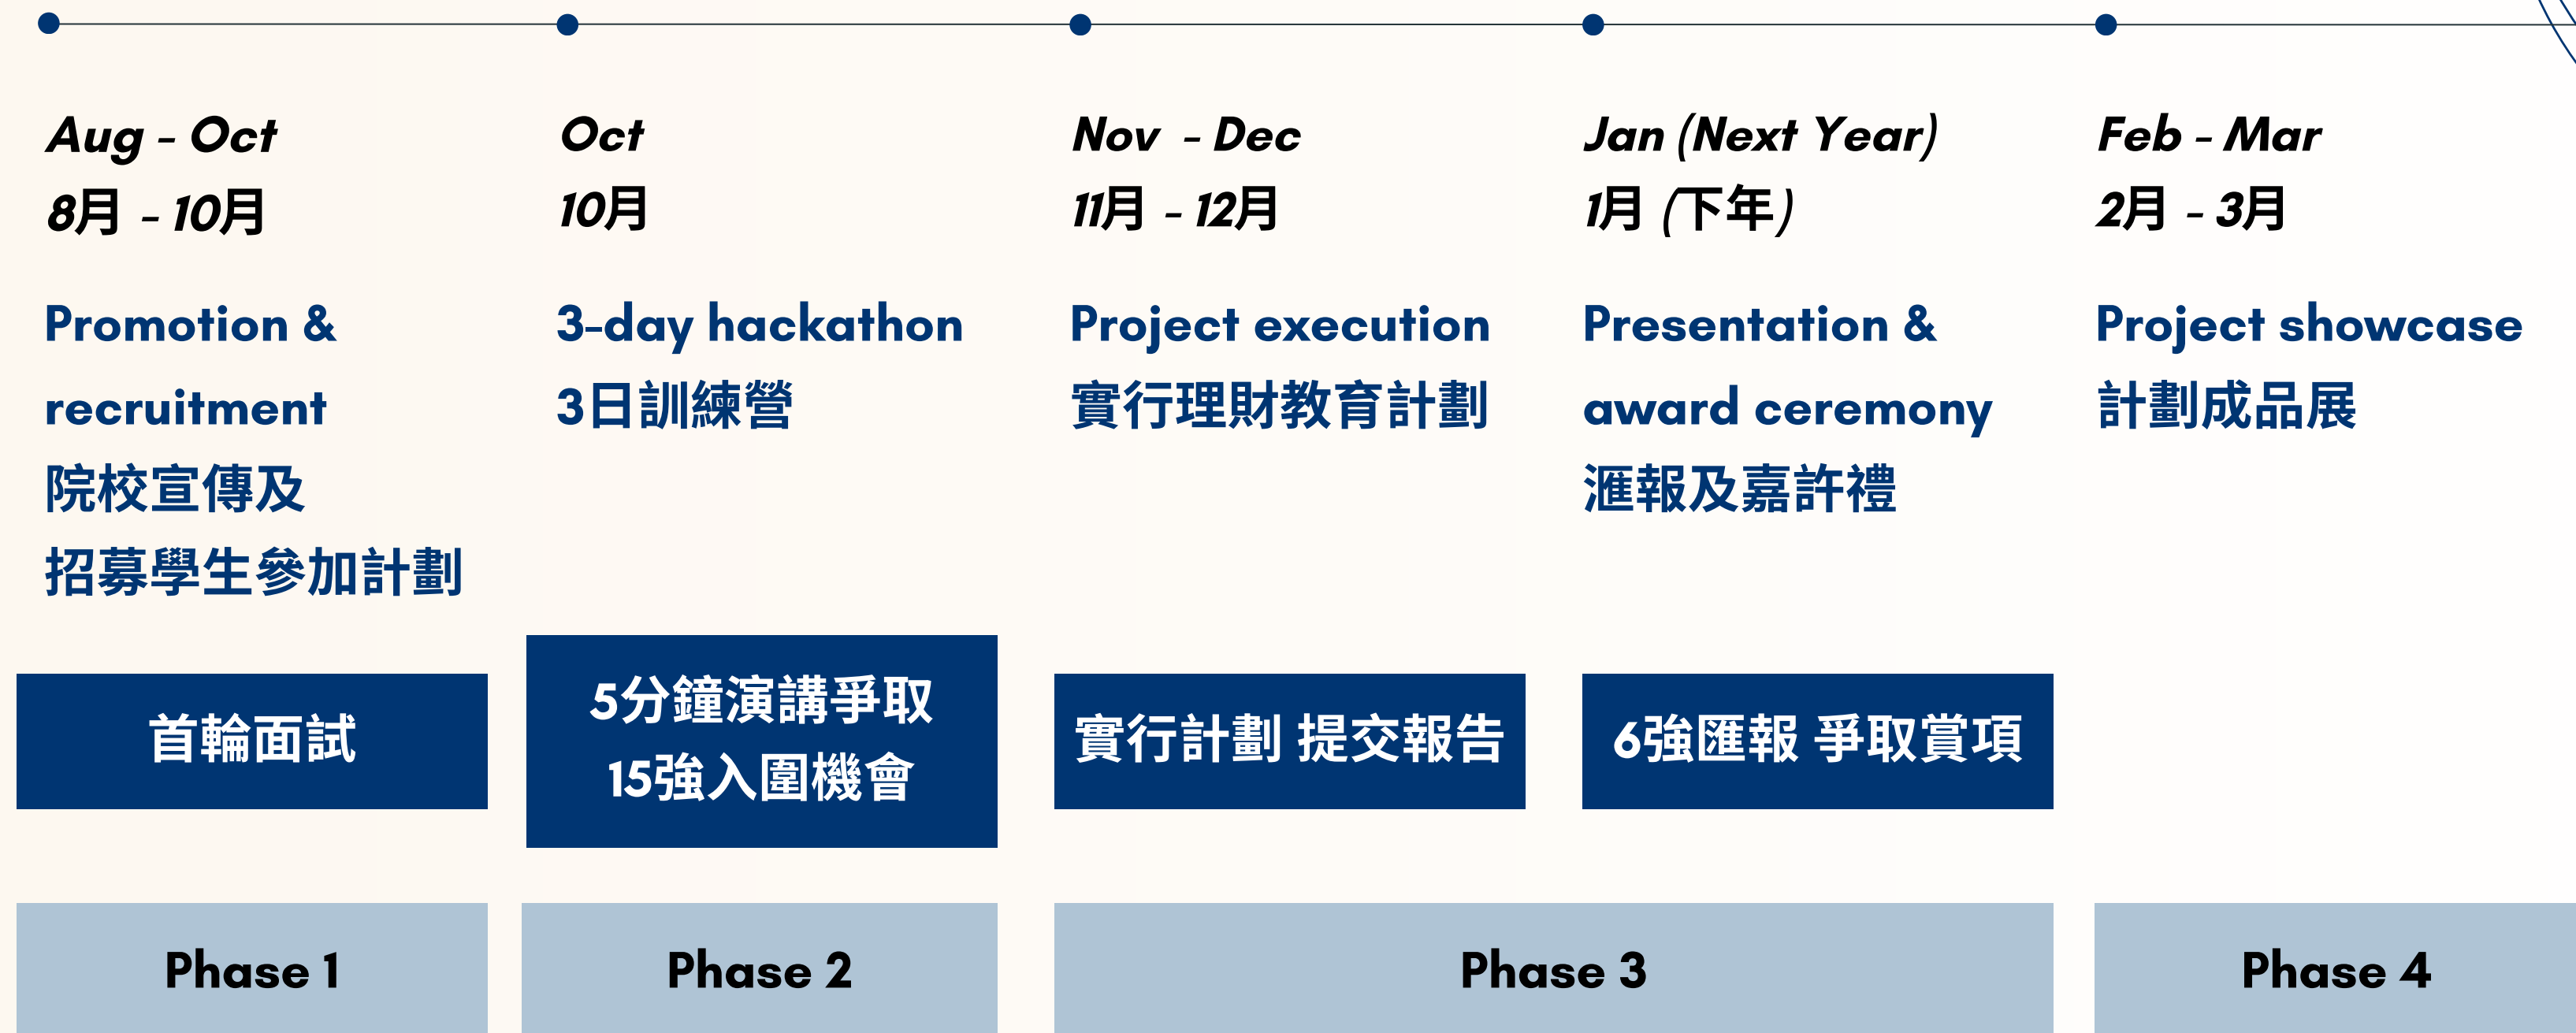 Aug - Oct
8月 - 10月
Promotion &
recruitment
院校宣傳及
招募學生參加計劃
首輪面試
Phase 1
Oct
10月
3-day hackathon
3日訓練營
5分鐘演講爭取
15強入圍機會
Phase 2
Nov - Dec
11月 - 12月
Project execution
實行理財教育計劃
實行計劃 提交報告
Jan (Next Year)
1月 (下年)
Presentation &
award ceremony
滙報及嘉許禮
6強匯報 爭取賞項
Phase 3
Feb - Mar
2月 - 3月
Project showcase
計劃成品展
Phase 4